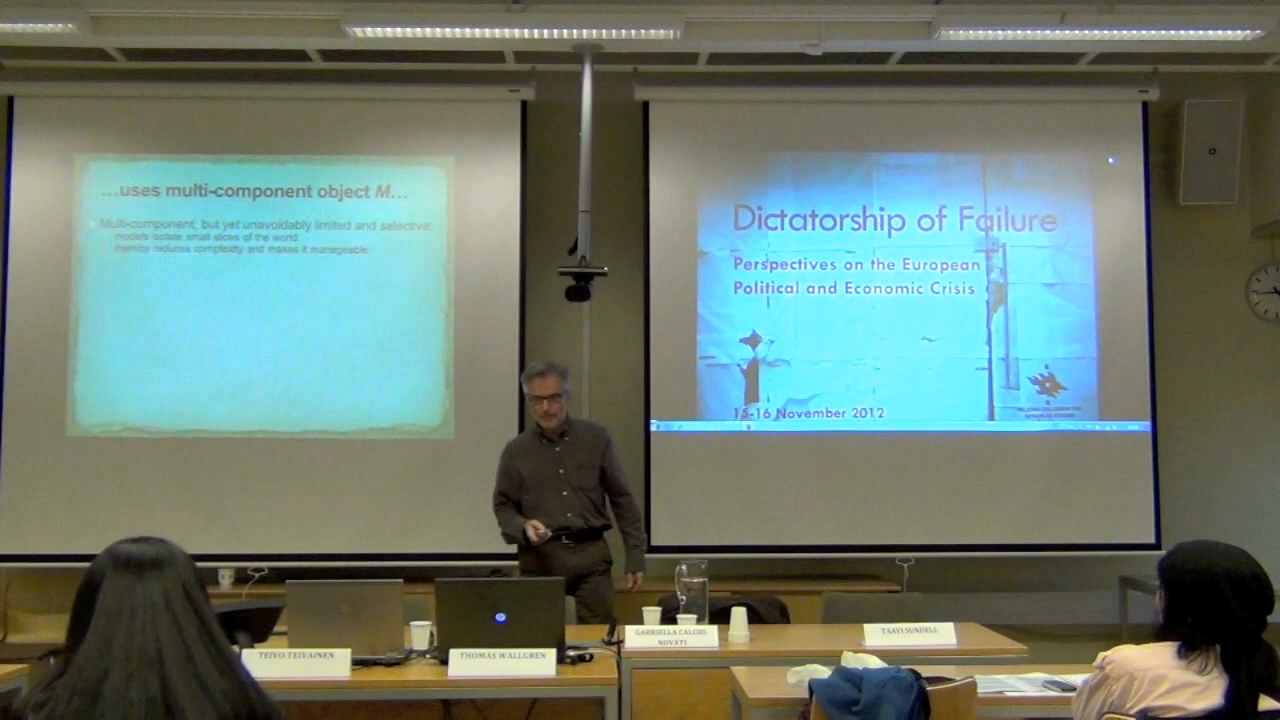 ...uses multi-component object M...
Multi-component, but yet unavoidably limited and selective:
models isolate small slices of the world
thereby reduces complexity and makes it manageable
Dictatorship of Failure
Perspectives on the European
Political and Economic Crisis
15-16 November 2012
TEIVO TEIVAINEN
THOMAS WALLGREN
GABRIELLA CALCHI-
NOVATI
TAAVI SUNDELL
hp